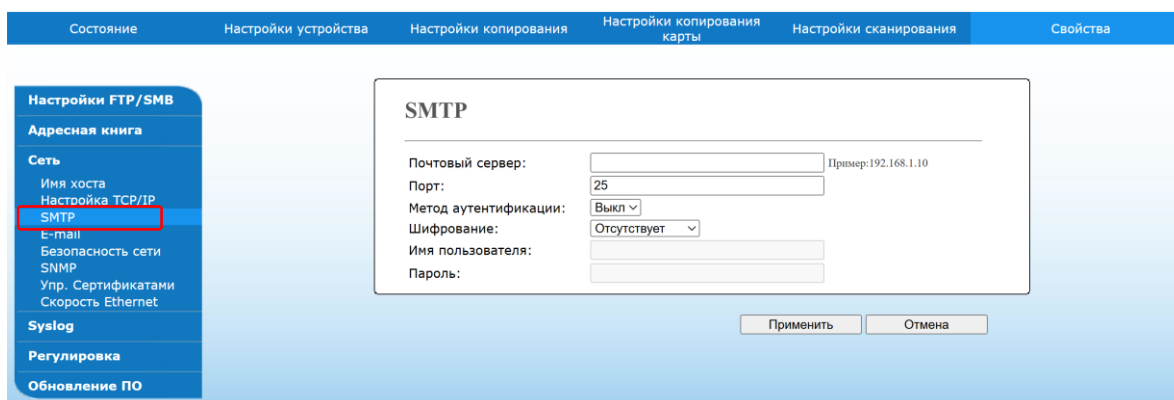 Состояние
Настройки устройства
Настройки копирования
Настройки копирования
карты
Настройки сканирования
Свойства
Настройки FTP/SMB
Адресная книга
Сеть
Имя хоста
Настройка TCP/IP
SMTP
E-mail
Безопасность сети
SNMP
Упр. Сертификатами
Скорость Ethernet
Syslog
Регулировка
Обновление ПО
SMTP
Почтовый сервер: Пример:192.168.1.10
Порт: 25
Метод аутентификации: Выкл
Шифрование: Отсутствует
Имя пользователя:
Пароль:
Применить
Отмена